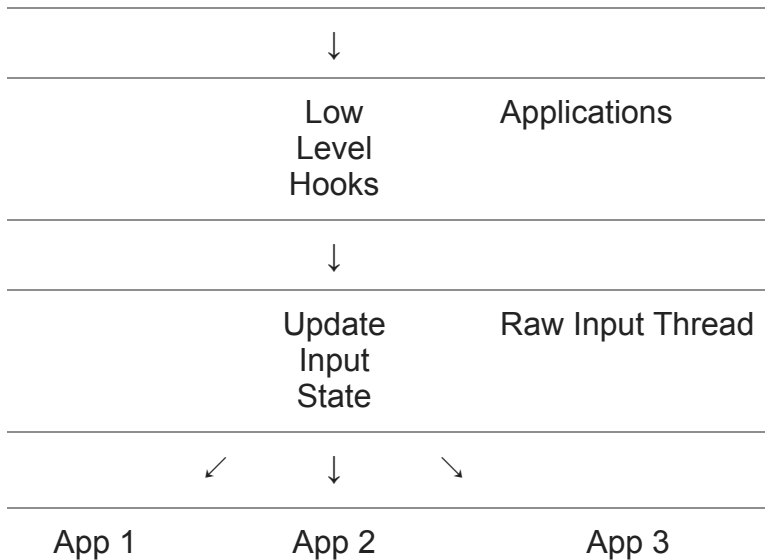 ↓
Low Applications
Level
Hooks
↓
Update Raw Input Thread
Input
State
↙ ↓ ↘
App 1 App 2 App 3